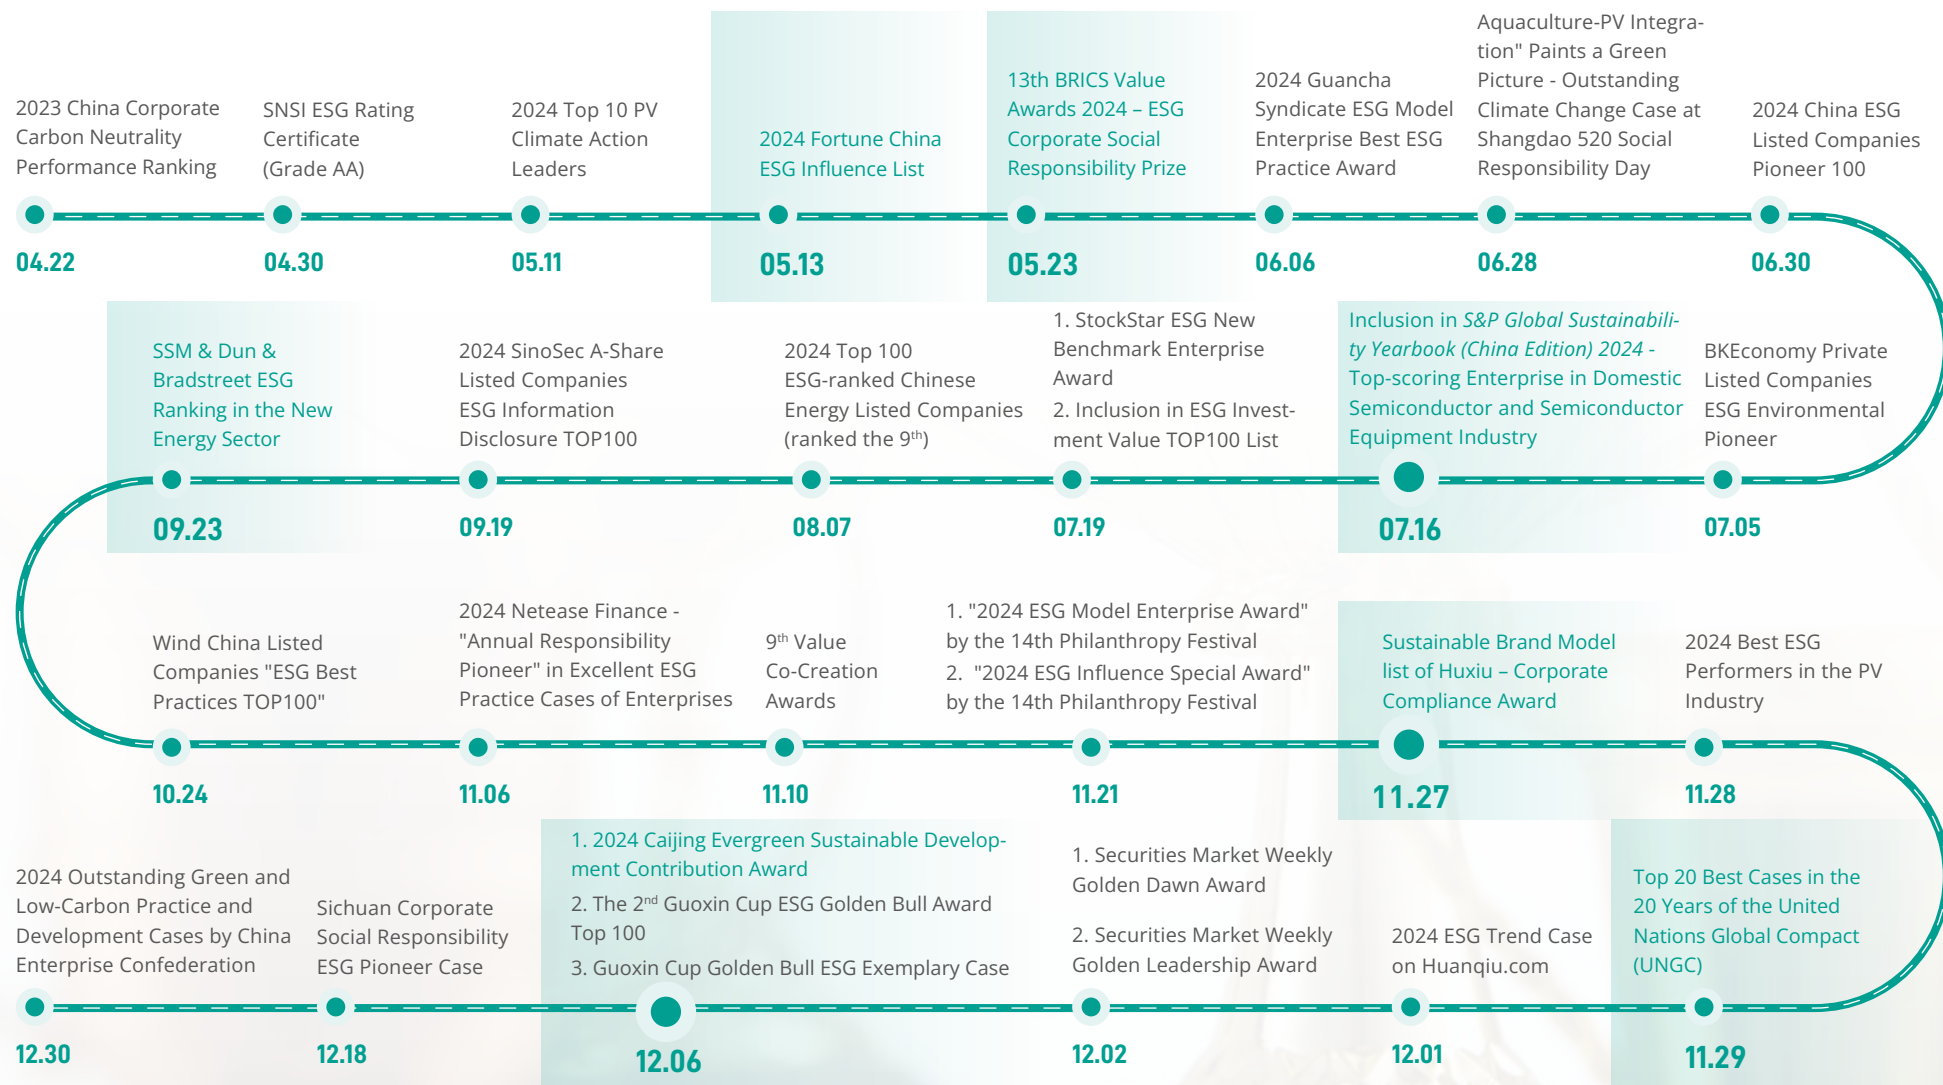 2023 China Corporate
Carbon Neutrality
Performance Ranking
04.22
SNSI ESG Rating
Certificate
(Grade AA)
04.30
2024 Top 10 PV
Climate Action
Leaders
05.11
2024 Fortune China
ESG Influence List
05.13
13th BRICS Value
Awards 2024 – ESG
Corporate Social
Responsibility Prize
05.23
2024 Guancha
Syndicate ESG Model
Enterprise Best ESG
Practice Award
06.06
Aquaculture-PV Integra-
tion" Paints a Green
Picture - Outstanding
Climate Change Case at
Shangdao 520 Social
Responsibility Day
06.28
2024 China ESG
Listed Companies
Pioneer 100
06.30
BKEconomy Private
Listed Companies
ESG Environmental
Pioneer
07.05
Inclusion in S&P Global Sustainabili-
ty Yearbook (China Edition) 2024 -
Top-scoring Enterprise in Domestic
Semiconductor and Semiconductor
Equipment Industry
07.16
1. StockStar ESG New
Benchmark Enterprise
Award
2. Inclusion in ESG Invest-
ment Value TOP100 List
07.19
2024 Top 100
ESG-ranked Chinese
Energy Listed Companies
(ranked the 9th)
08.07
2024 SinoSec A-Share
Listed Companies
ESG Information
Disclosure TOP100
09.19
SSM & Dun &
Bradstreet ESG
Ranking in the New
Energy Sector
09.23
Wind China Listed
Companies "ESG Best
Practices TOP100"
10.24
2024 Netease Finance -
"Annual Responsibility
Pioneer" in Excellent ESG
Practice Cases of Enterprises
11.06
9th Value
Co-Creation
Awards
11.10
1. "2024 ESG Model Enterprise Award"
by the 14th Philanthropy Festival
2. "2024 ESG Influence Special Award"
by the 14th Philanthropy Festival
11.21
Sustainable Brand Model
list of Huxiu – Corporate
Compliance Award
11.27
2024 Best ESG
Performers in the PV
Industry
11.28
Top 20 Best Cases in the
20 Years of the United
Nations Global Compact
(UNGC)
11.29
2024 ESG Trend Case
on Huanqiu.com
12.01
1. Securities Market Weekly
Golden Dawn Award
2. Securities Market Weekly
Golden Leadership Award
12.02
1. 2024 Caijing Evergreen Sustainable Develop-
ment Contribution Award
2. The 2nd Guoxin Cup ESG Golden Bull Award
Top 100
3. Guoxin Cup Golden Bull ESG Exemplary Case
12.06
Sichuan Corporate
Social Responsibility
ESG Pioneer Case
12.18
2024 Outstanding Green and
Low-Carbon Practice and
Development Cases by China
Enterprise Confederation
12.30